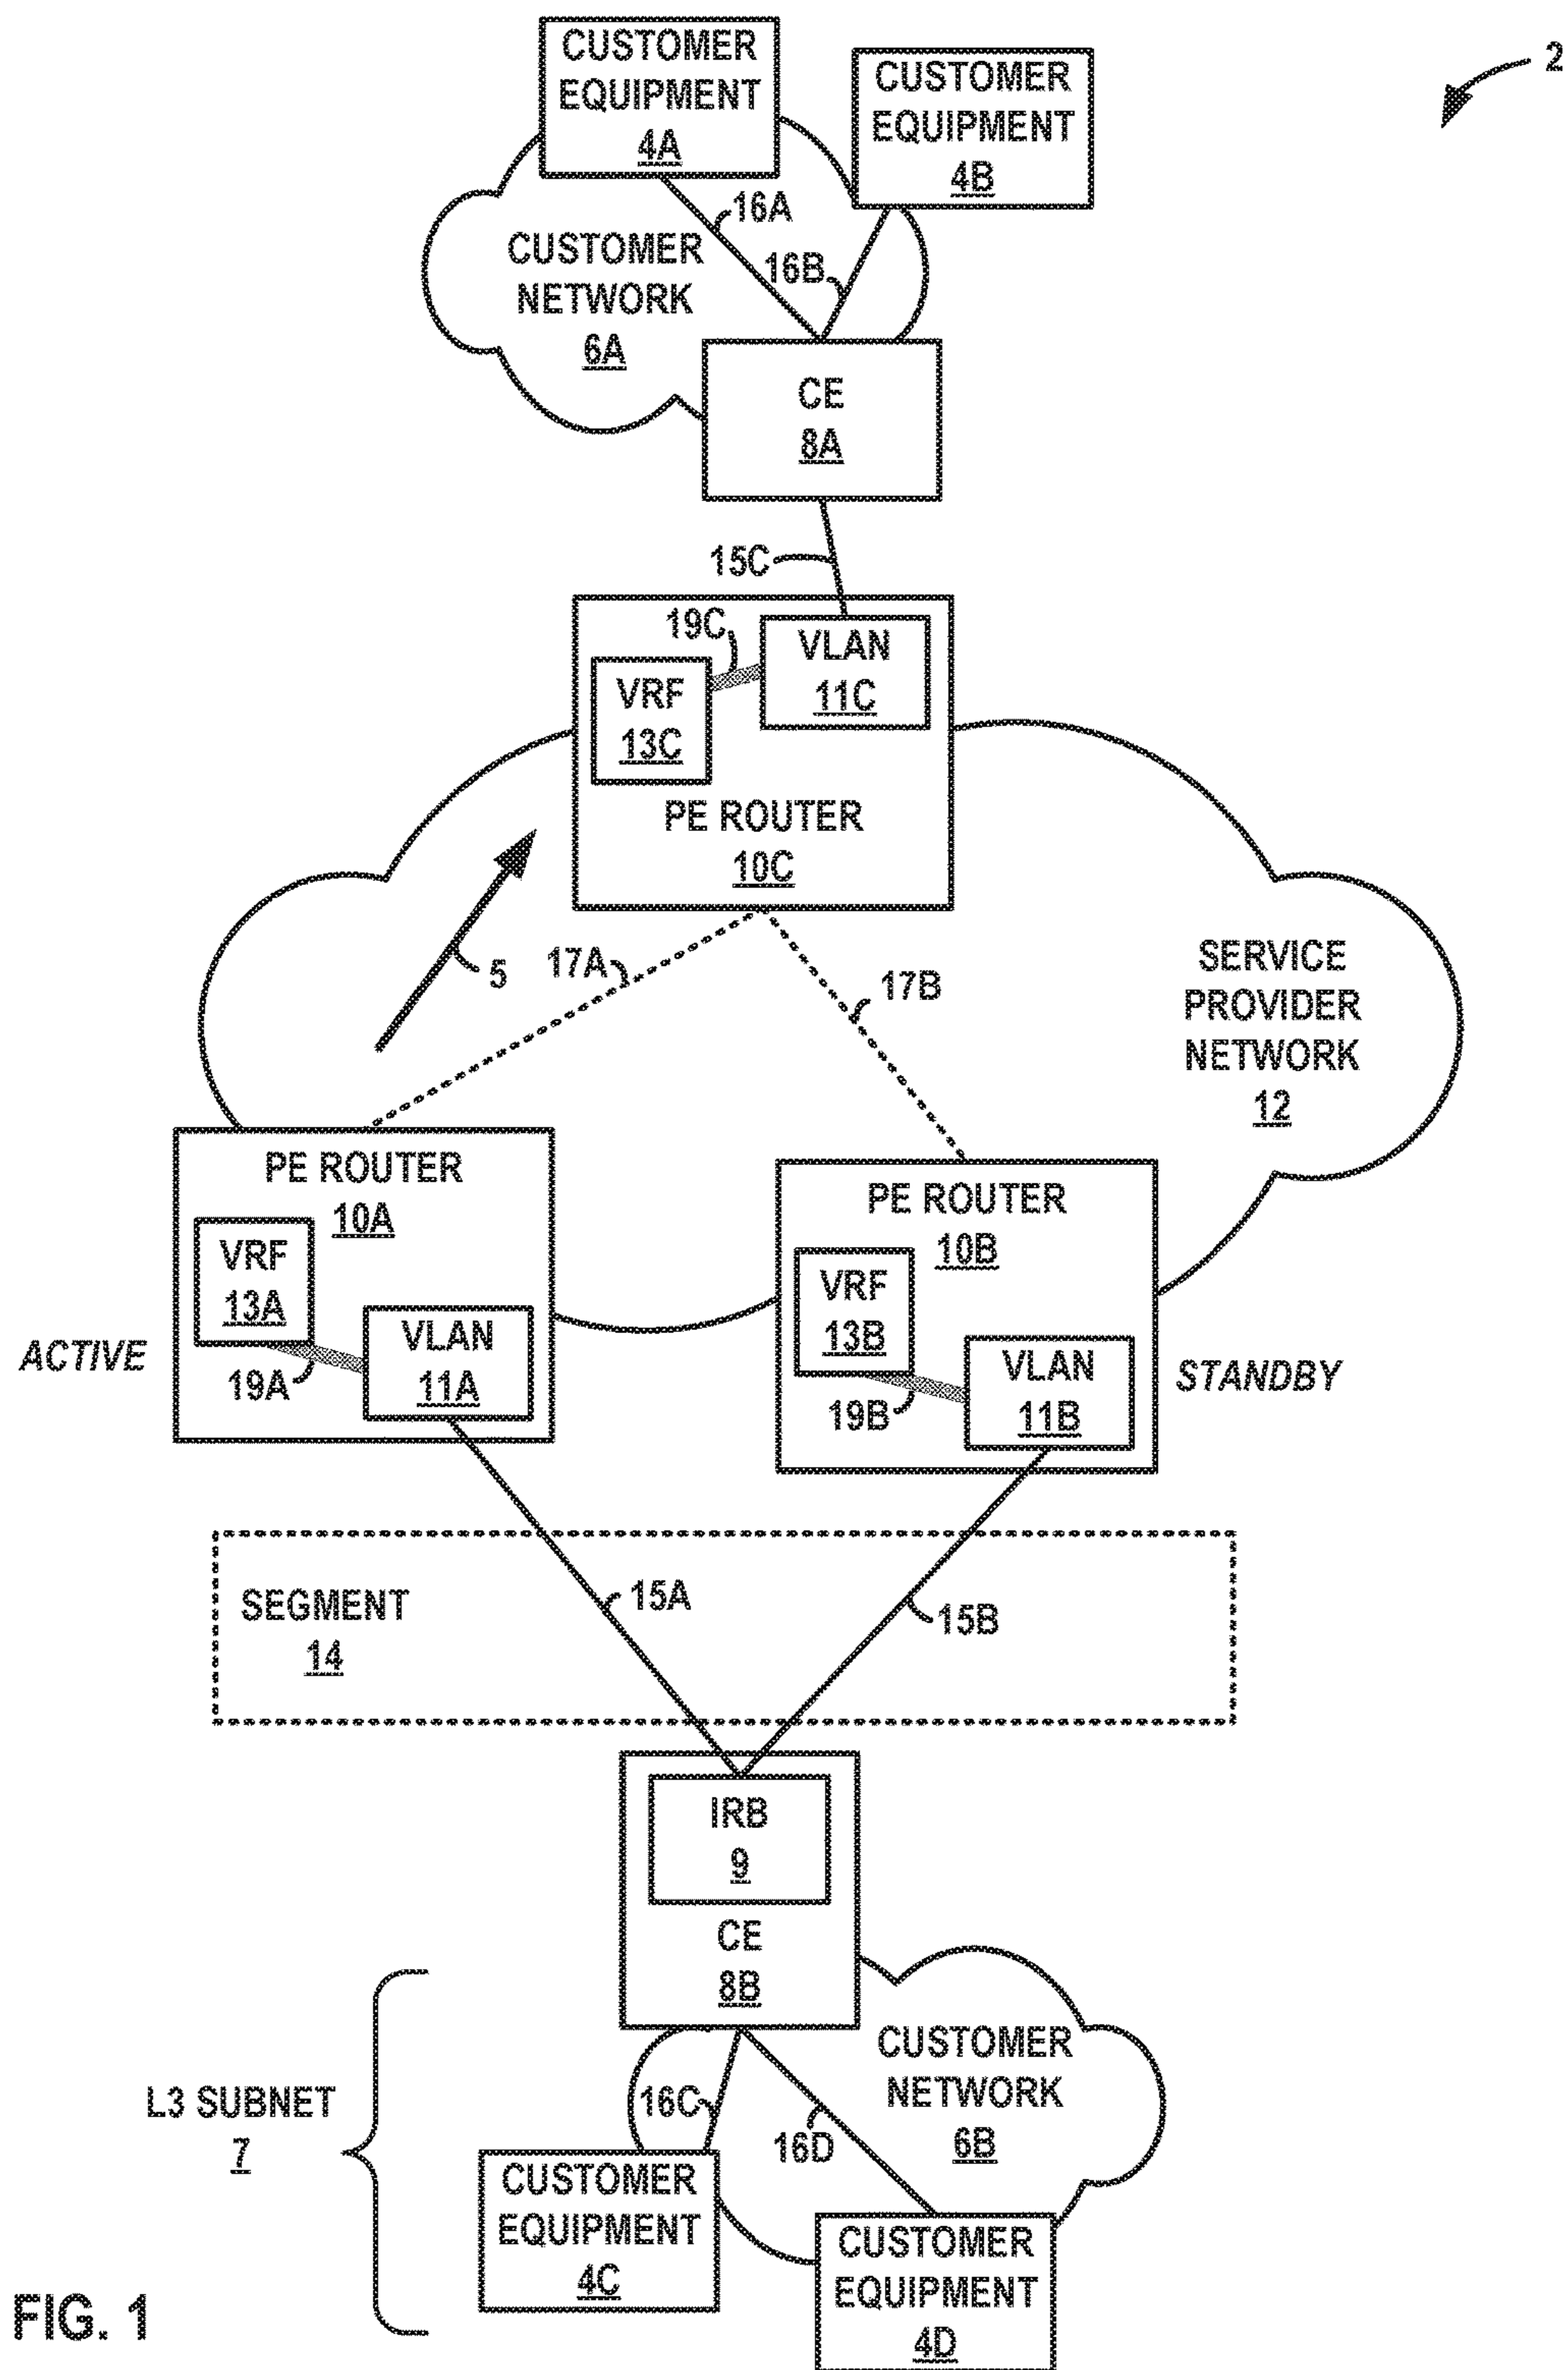 2
CUSTOMER
EQUIPMENT
4A
CUSTOMER
EQUIPMENT
4B
16A
16B
CUSTOMER
NETWORK
6A
CE
8A
15C
19C
VLAN
11C
VRF
13C
PE ROUTER
10C
5
17A
17B
SERVICE
PROVIDER
NETWORK
12
PE ROUTER
10A
VRF
13A
VLAN
11A
19A
ACTIVE
PE ROUTER
10B
VRF
13B
VLAN
11B
19B
STANDBY
SEGMENT
14
15A
15B
IRB
9
CE
8B
L3 SUBNET
7
16C
16D
CUSTOMER
NETWORK
6B
CUSTOMER
EQUIPMENT
4C
CUSTOMER
EQUIPMENT
4D
FIG. 1